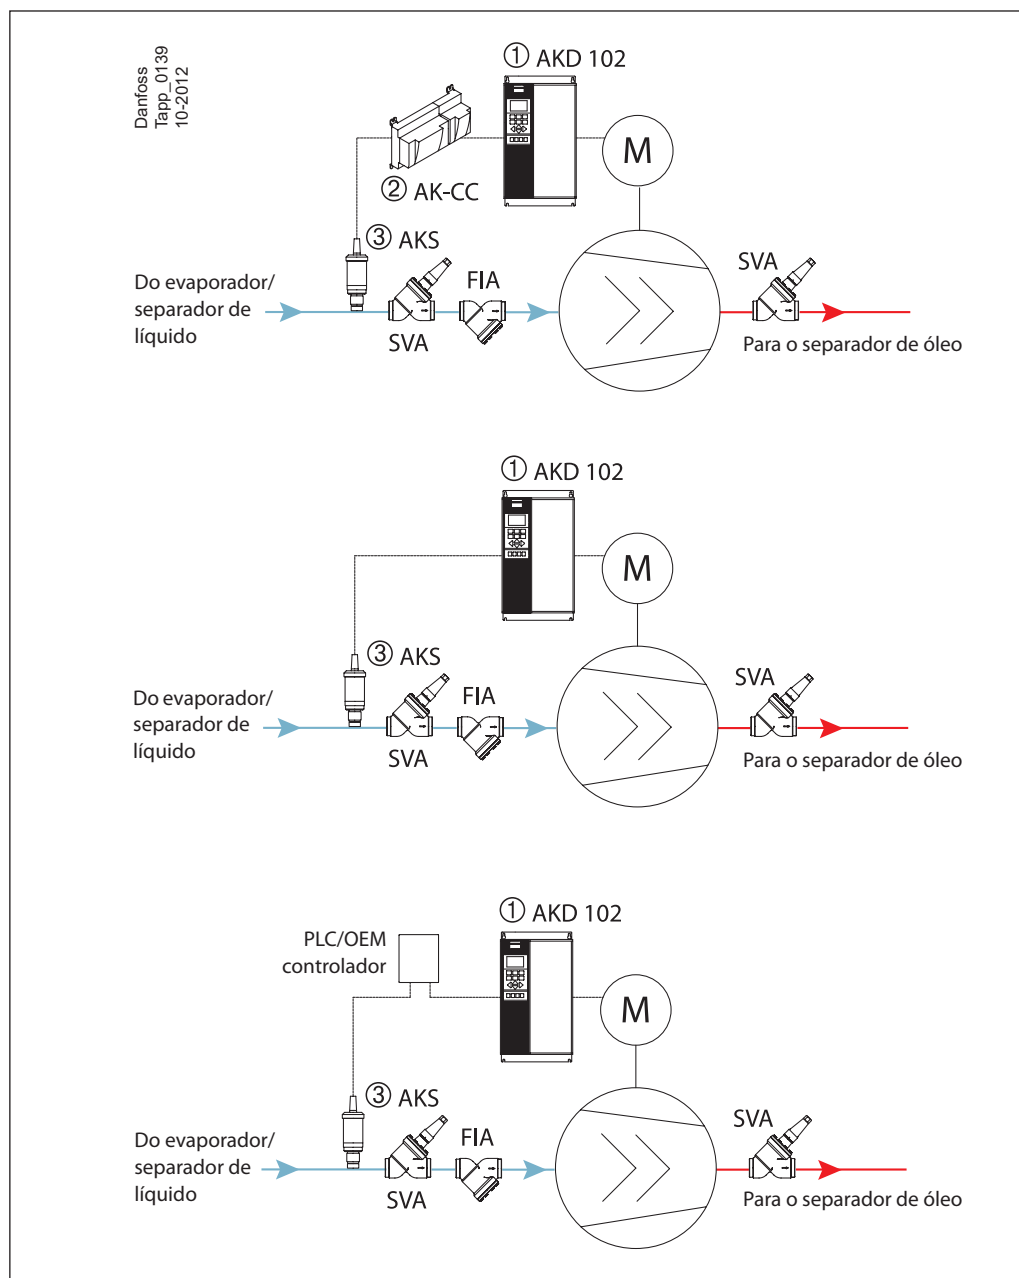 Danfoss
Tapp_0139
10-2012
① AKD 102
M
② AK-CC
③ AKS
SVA
FIA
Do evaporador/
separador de
líquido
SVA
Para o separador de óleo
① AKD 102
M
③ AKS
SVA
FIA
Do evaporador/
separador de
líquido
SVA
Para o separador de óleo
① AKD 102
PLC/OEM
controlador
M
③ AKS
SVA
FIA
Do evaporador/
separador de
líquido
SVA
Para o separador de óleo